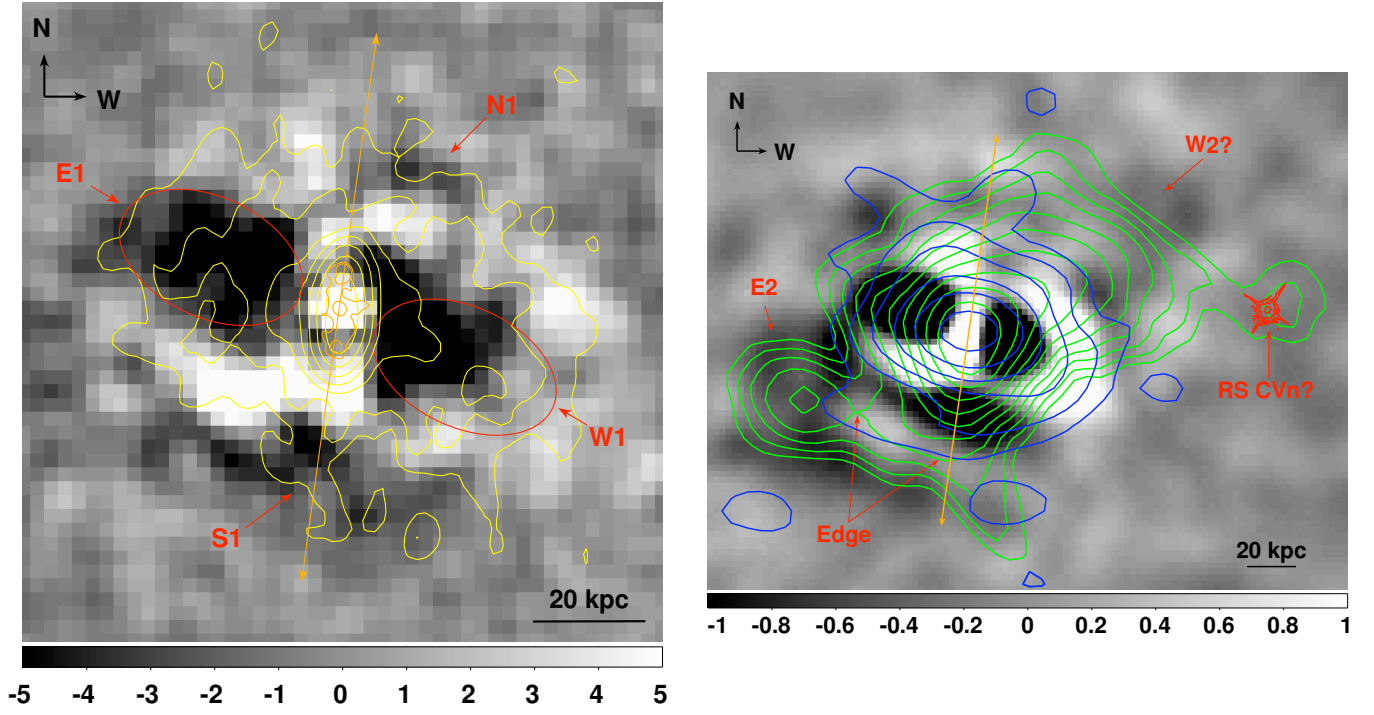 N
W
N1
E1
W1
S1
20 kpc
-5 -4 -3 -2 -1 0 1 2 3 4 5
N
W
W2?
E2
RS CVn?
Edge
20 kpc
-1 -0.8 -0.6 -0.4 -0.2 0 0.2 0.4 0.6 0.8 1